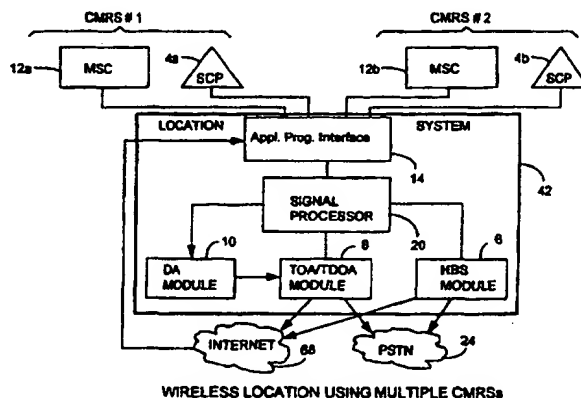 CMRS # 1
CMRS # 2
12a
MSC
4a
SCP
12b
MSC
4b
SCP
LOCATION
Appl. Prog. Interface
SYSTEM
14
42
SIGNAL
PROCESSOR
20
10
8
6
DA
MODULE
TOA/TDOA
MODULE
HBS
MODULE
INTERNET
68
PSTN
24
WIRELESS LOCATION USING MULTIPLE CMRSs